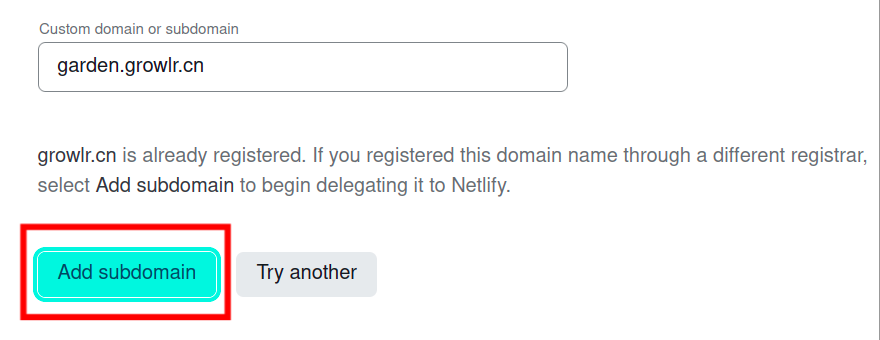 Custom domain or subdomain
garden.growlr.cn
growlr.cn is already registered. If you registered this domain name through a different registrar,
select Add subdomain to begin delegating it to Netlify.
Add subdomain
Try another